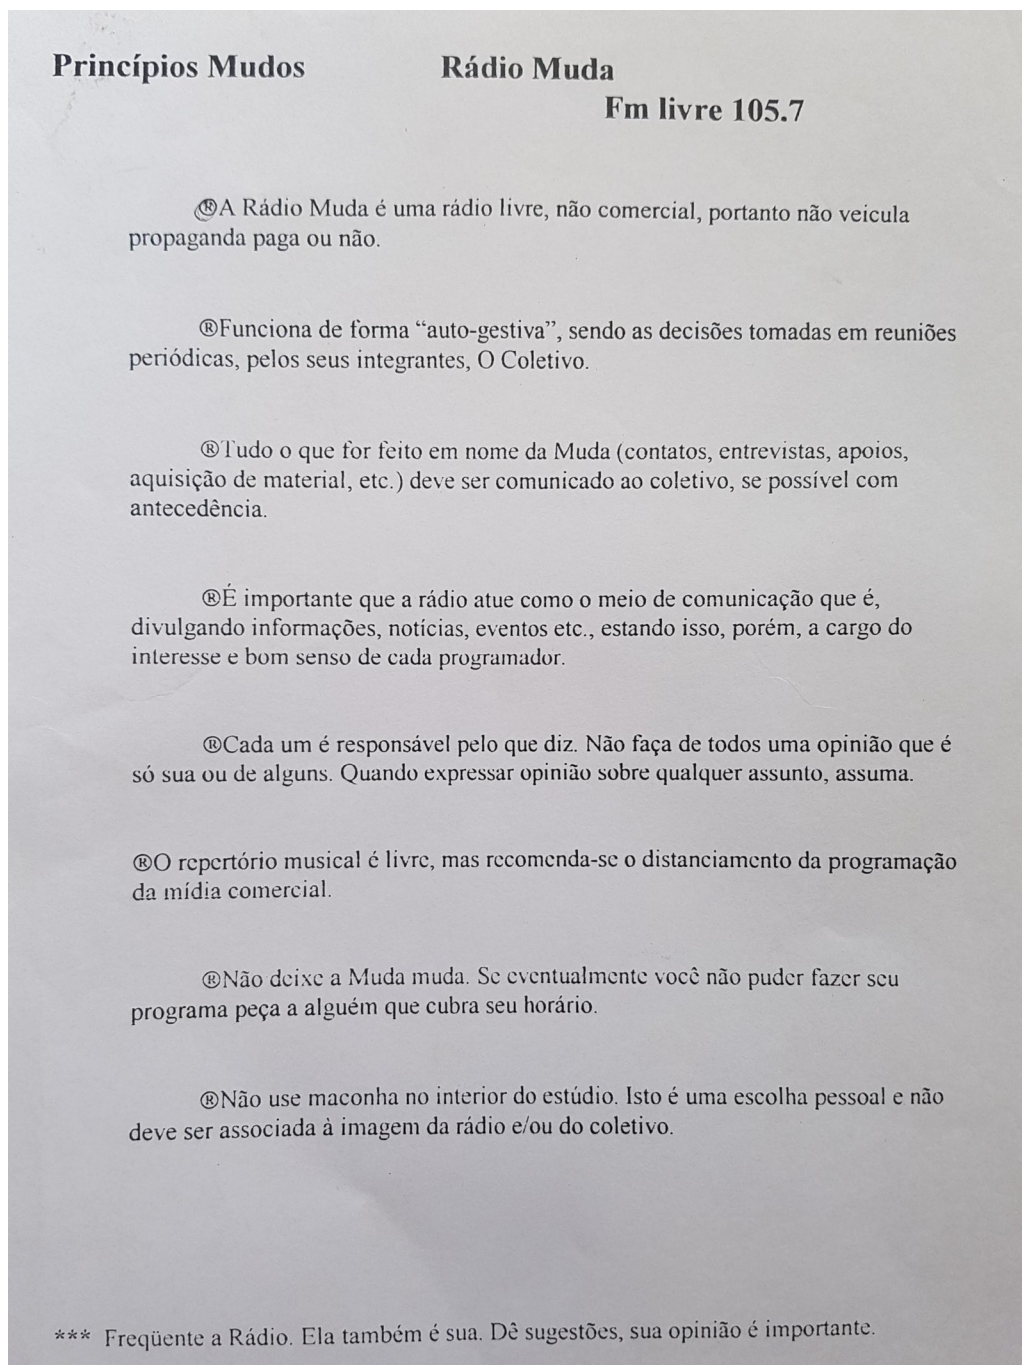 Princípios Mudos Rádio Muda
Fm livre 105.7
®A Rádio Muda é uma rádio livre, não comercial, portanto não veicula
propaganda paga ou não.
®Funciona de forma “auto-gestiva”, sendo as decisões tomadas em reuniões
periódicas, pelos seus integrantes, O Coletivo.
®Tudo o que for feito em nome da Muda (contatos, entrevistas, apoios,
aquisição de material, etc.) deve ser comunicado ao coletivo, se possível com
antecedência.
®É importante que a rádio atue como o meio de comunicação que é,
divulgando informações, notícias, eventos etc., estando isso, porém, a cargo do
interesse e bom senso de cada programador.
®Cada um é responsável pelo que diz. Não faça de todos uma opinião que é
só sua ou de alguns. Quando expressar opinião sobre qualquer assunto, assuma.
®O repertório musical é livre, mas recomenda-se o distanciamento da programação
da mídia comercial.
®Não deixe a Muda muda. Se eventualmente você não puder fazer seu
programa peça a alguém que cubra seu horário.
®Não use maconha no interior do estúdio. Isto é uma escolha pessoal e não
deve ser associada à imagem da rádio e/ou do coletivo.
*** Freqüente a Rádio. Ela também é sua. Dê sugestões, sua opinião é importante.